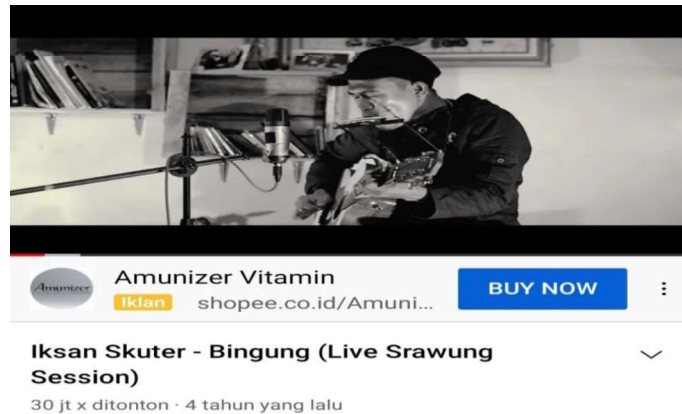 Amunizer
Amunizer Vitamin
BUY NOW
Iklan shopee.co.id/Amuni...
Iksan Skuter - Bingung (Live Srawung
Session)
30 jt x ditonton · 4 tahun yang lalu